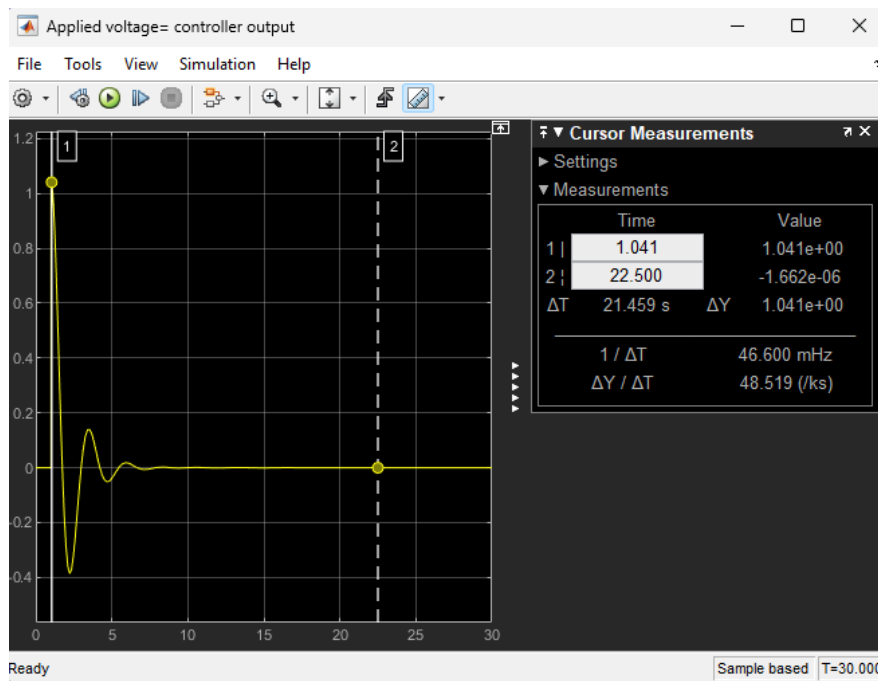 Applied voltage= controller output
File Tools View Simulation Help
1.2
1
0.8
0.6
0.4
0.2
0
-0.2
-0.4
0 5 10 15 20 25 30
1
2
Cursor Measurements
Settings
Measurements
Time Value
1 | 1.041 1.041e+00
2 ¦ 22.500 -1.662e-06
ΔT 21.459 s ΔY 1.041e+00
1 / ΔT 46.600 mHz
ΔY / ΔT 48.519 (/ks)
Ready Sample based T=30.000